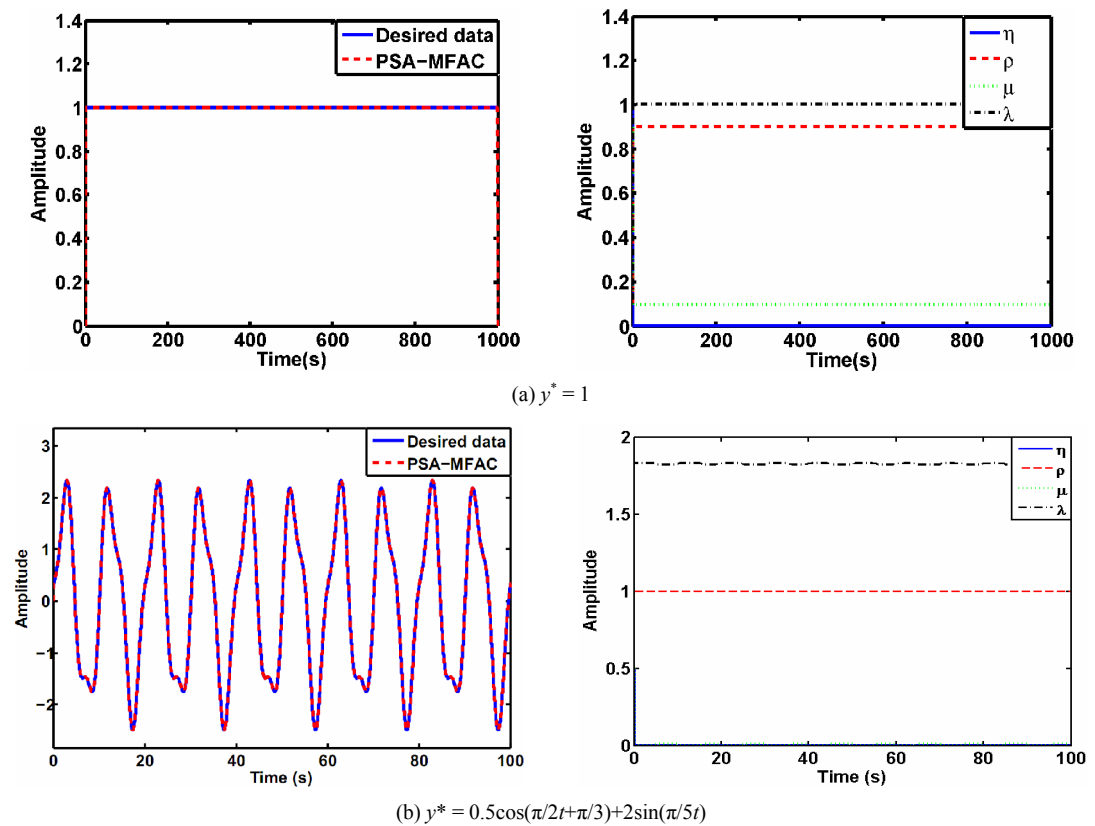 1.4
1.2
1
0.8
0.6
0.4
0.2
0
Amplitude
Desired data
PSA-MFAC
0 200 400 600 800 1000
Time(s)
1.4
1.2
1
0.8
0.6
0.4
0.2
0
Amplitude
η
ρ
μ
λ
0 200 400 600 800 1000
Time(s)
(a) y* = 1
3
2
1
0
-1
-2
Amplitude
Desired data
PSA-MFAC
0 20 40 60 80 100
Time (s)
2
1.5
1
0.5
0
Amplitude
η
ρ
μ
λ
0 20 40 60 80 100
Time (s)
(b) y* = 0.5cos(π/2t+π/3)+2sin(π/5t)